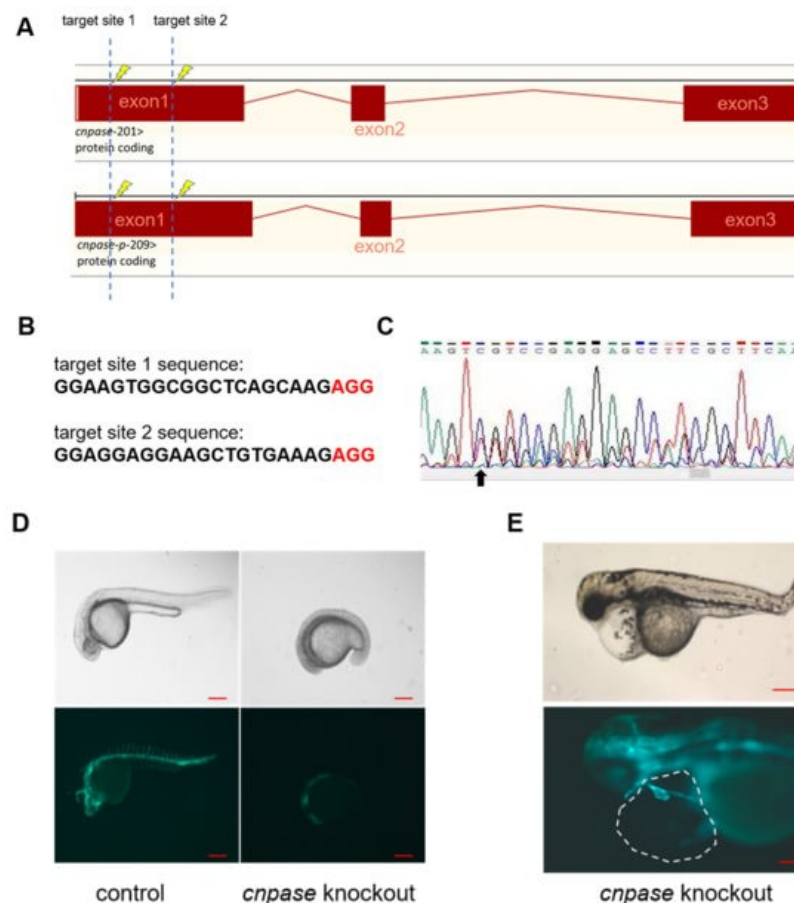 A
target site 1 target site 2
exon1
exon2
exon3
cnpase-201>
protein coding
exon1
exon2
exon3
cnpase-p-209>
protein coding
B
target site 1 sequence:
GGAAGTGGCGGCTCAGCAAGAGG
target site 2 sequence:
GGAGGAGGAAGCTGTGAAAGAGG
C
A A G T C G T C C G A G G A G C C T T C G C T T C A A
D
control
cnpase knockout
E
cnpase knockout